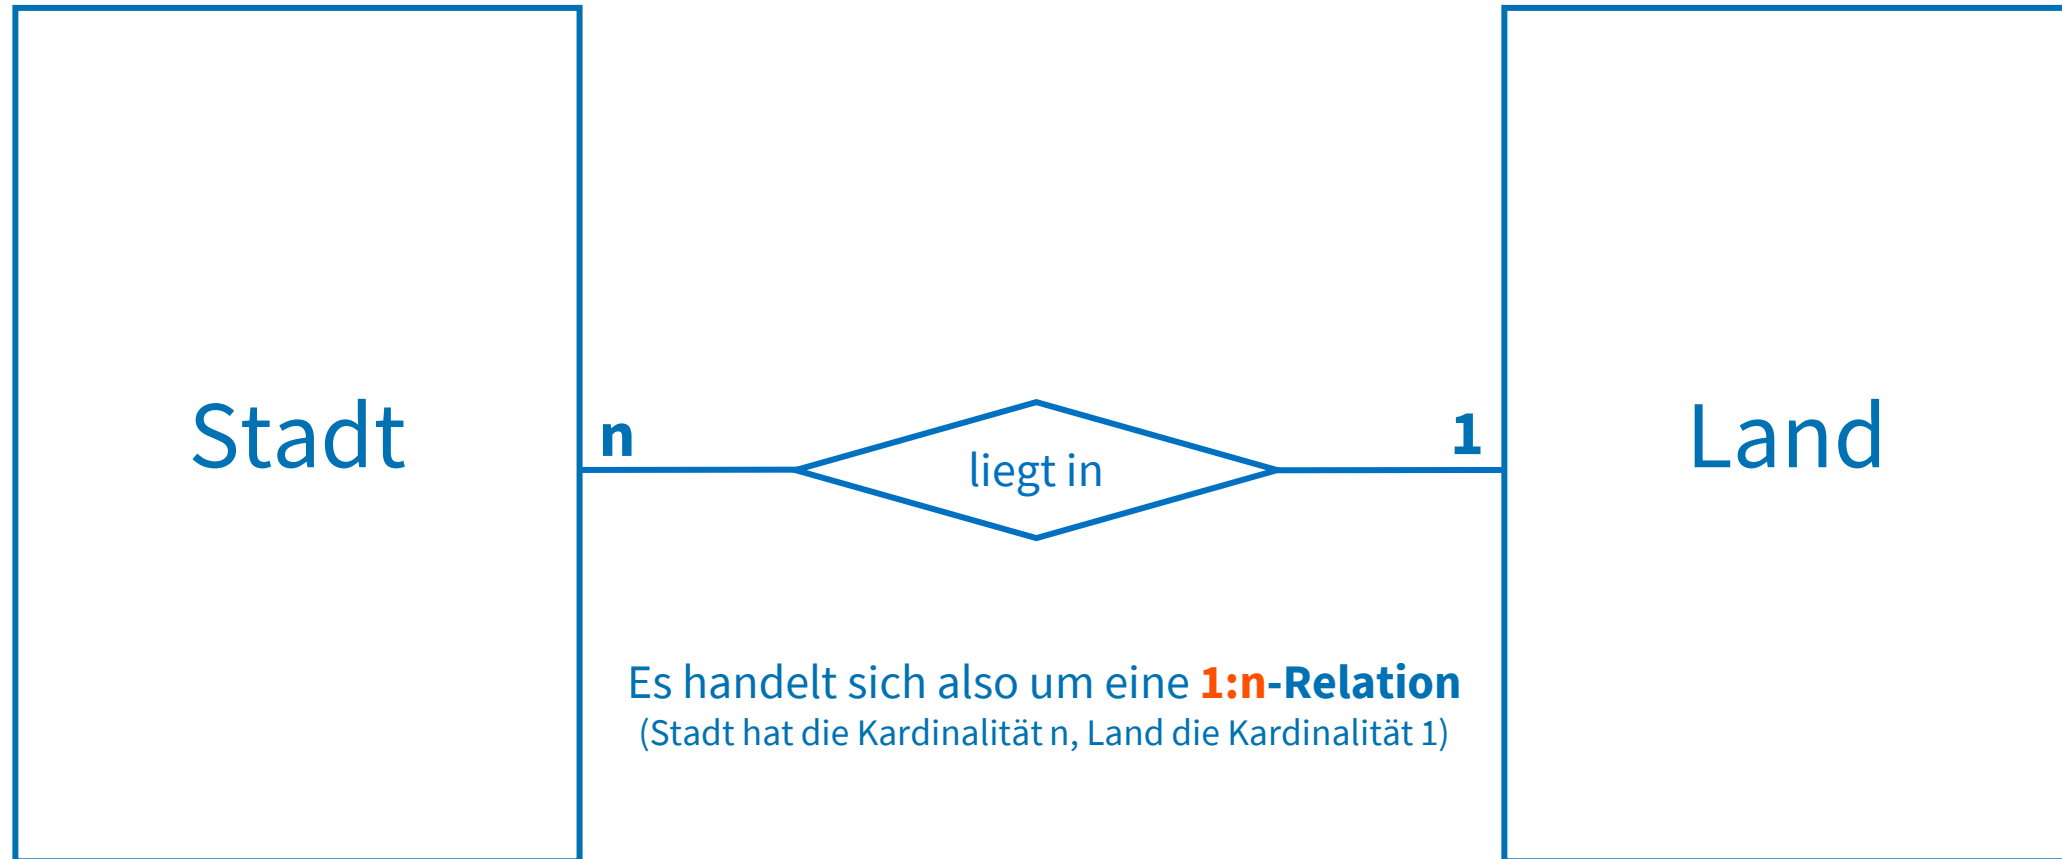 Stadt
n
liegt in
1
Land
Es handelt sich also um eine 1:n-Relation
(Stadt hat die Kardinalität n, Land die Kardinalität 1)